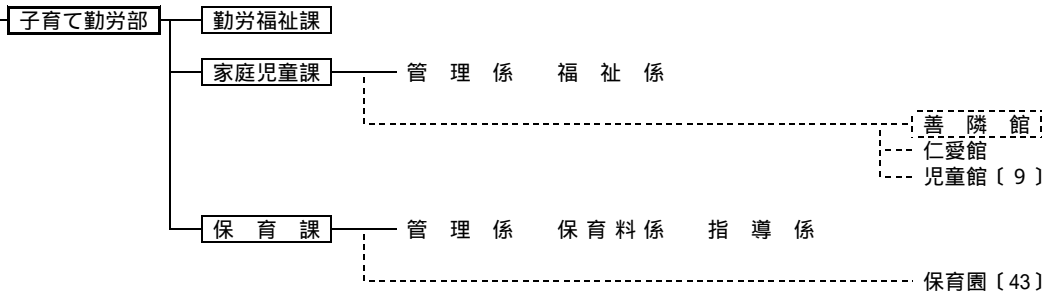 子育て勤労部 勤労福祉課
家庭児童課 管理係 福祉係
善隣館
仁愛館
児童館〔9〕
保育課 管理係 保育料係 指導係
保育園〔43〕